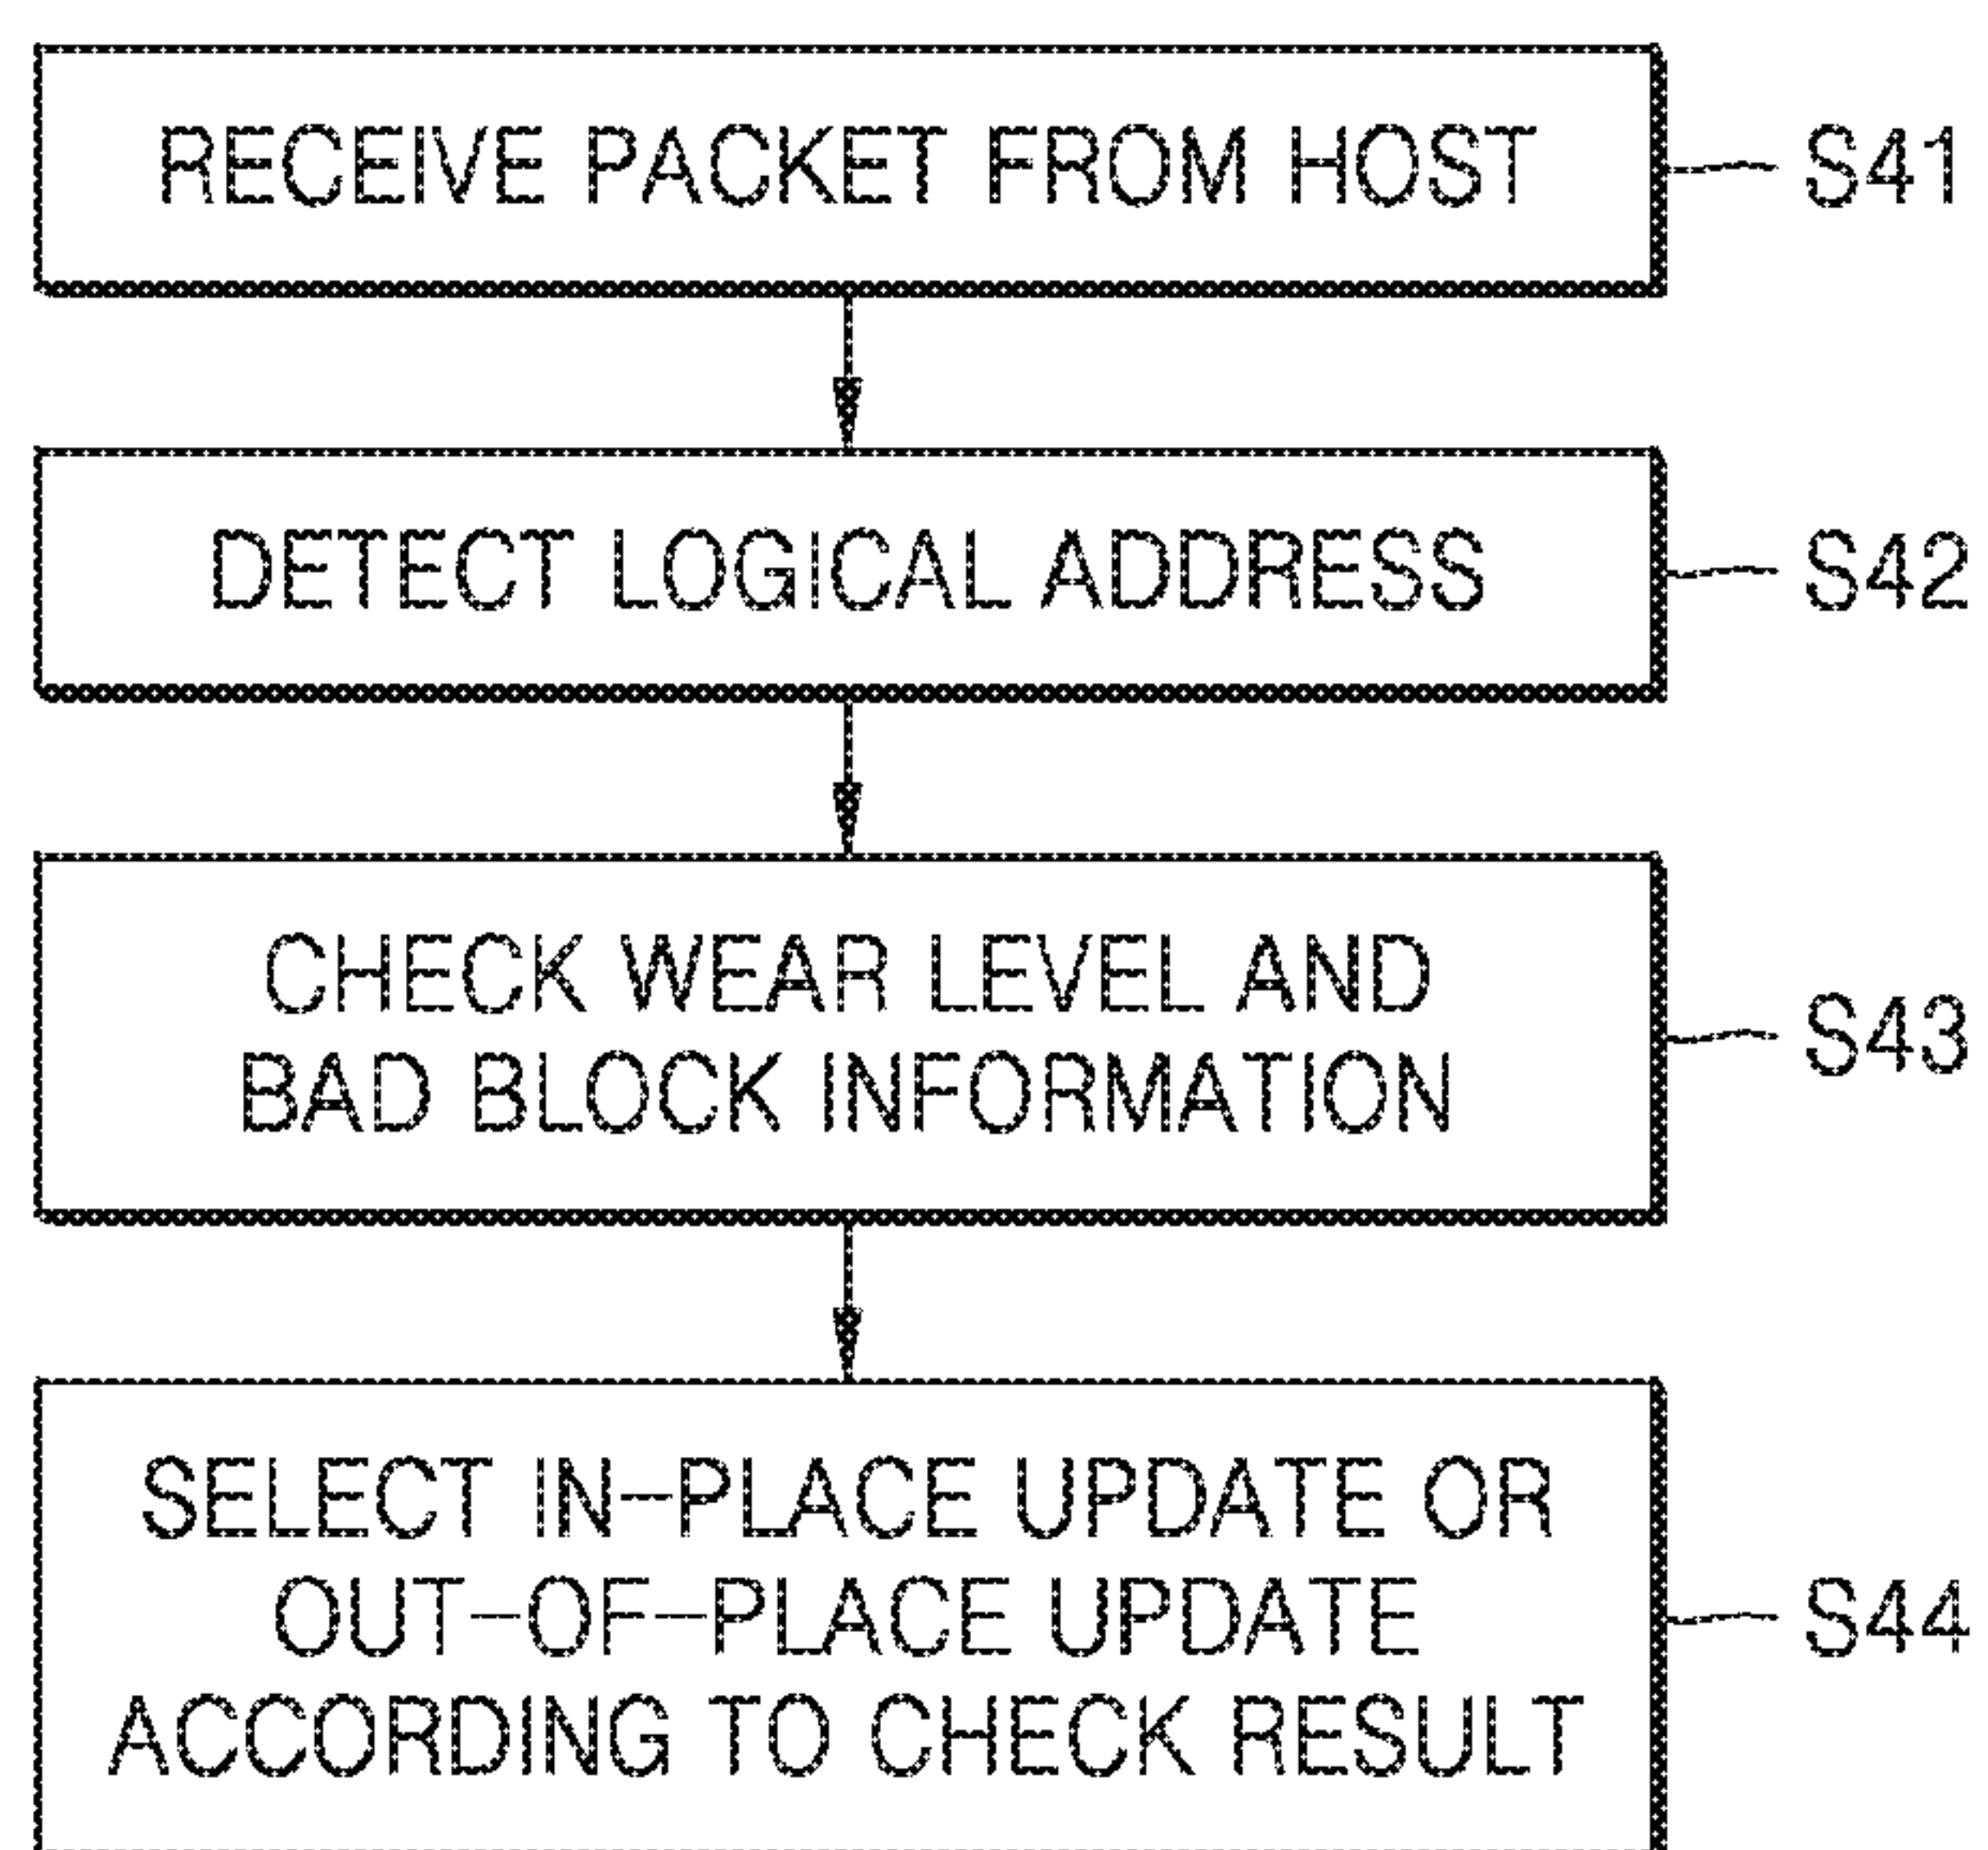 RECEIVE PACKET FROM HOST
S41
DETECT LOGICAL ADDRESS
S42
CHECK WEAR LEVEL AND
BAD BLOCK INFORMATION
S43
SELECT IN-PLACE UPDATE OR
OUT-OF-PLACE UPDATE
ACCORDING TO CHECK RESULT
S44